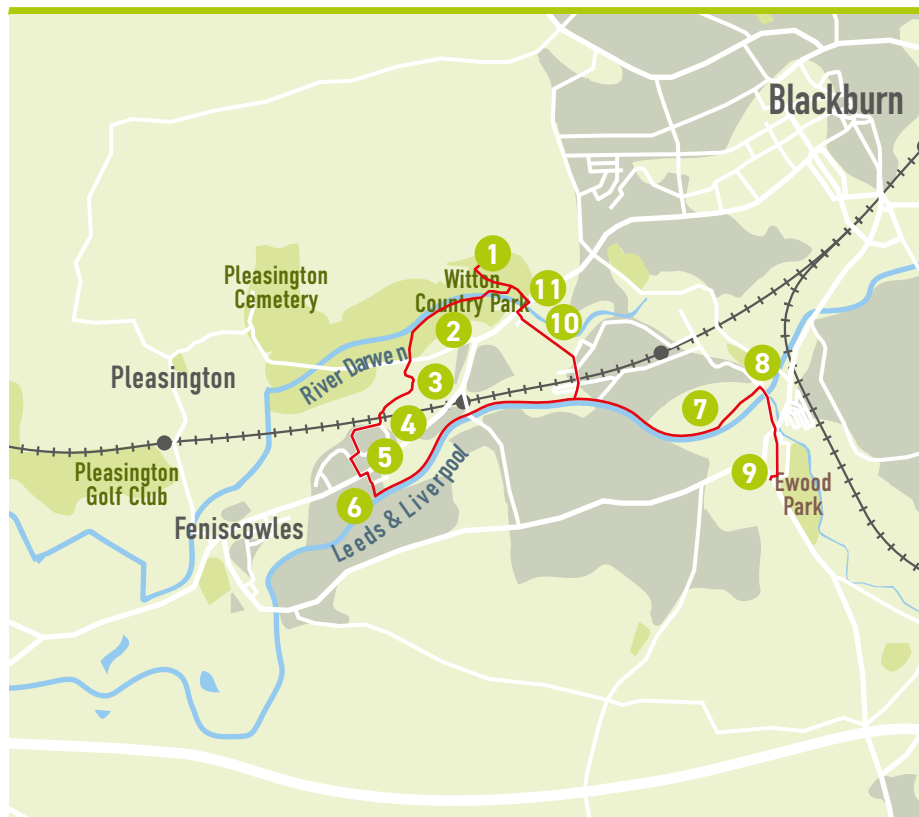 Blackburn
1
Witton
Country Park
11
10
Pleasington
Cemetery
2
River Darwen
Pleasington
3
8
4
7
5
Pleasington
Golf Club
9
Ewood
Park
6
Leeds & Liverpool
Feniscowles